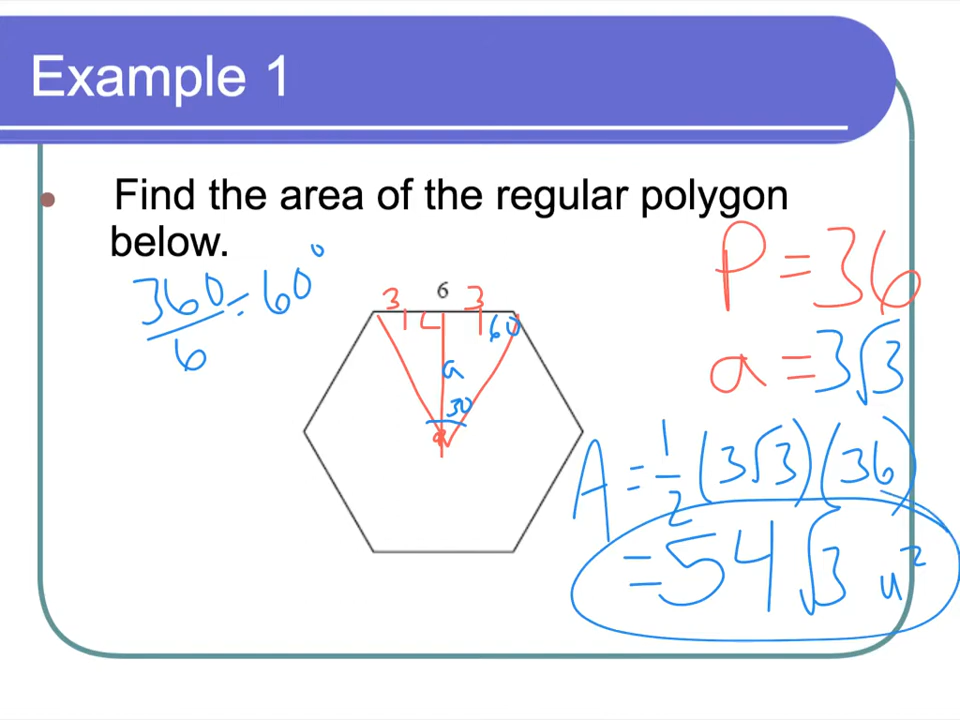 Example 1
Find the area of the regular polygon
below.
360/6 = 60°
P = 36
3 6 3
60
a = 3√3
a
30
A = 1/2 (3√3)(36)
= 54√3 u²